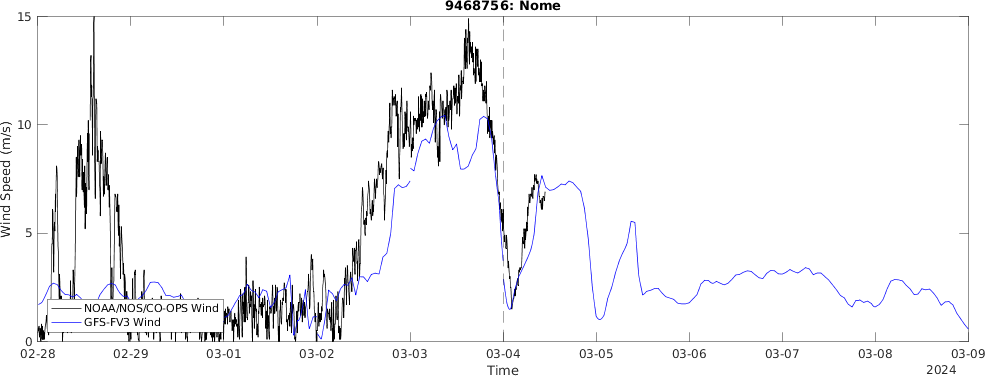 9468756: Nome
Wind Speed (m/s)
15
10
5
0
NOAA/NOS/CO-OPS Wind
GFS-FV3 Wind
02-28 02-29 03-01 03-02 03-03 03-04 03-05 03-06 03-07 03-08 03-09
Time
2024